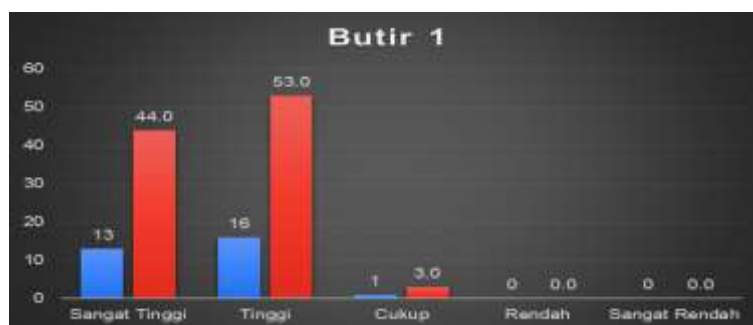 Butir 1
60
50
40
30
20
10
0
13
44.0
16
53.0
1
3.0
0
0.0
0
0.0
Sangat Tinggi
Tinggi
Cukup
Rendah
Sangat Rendah